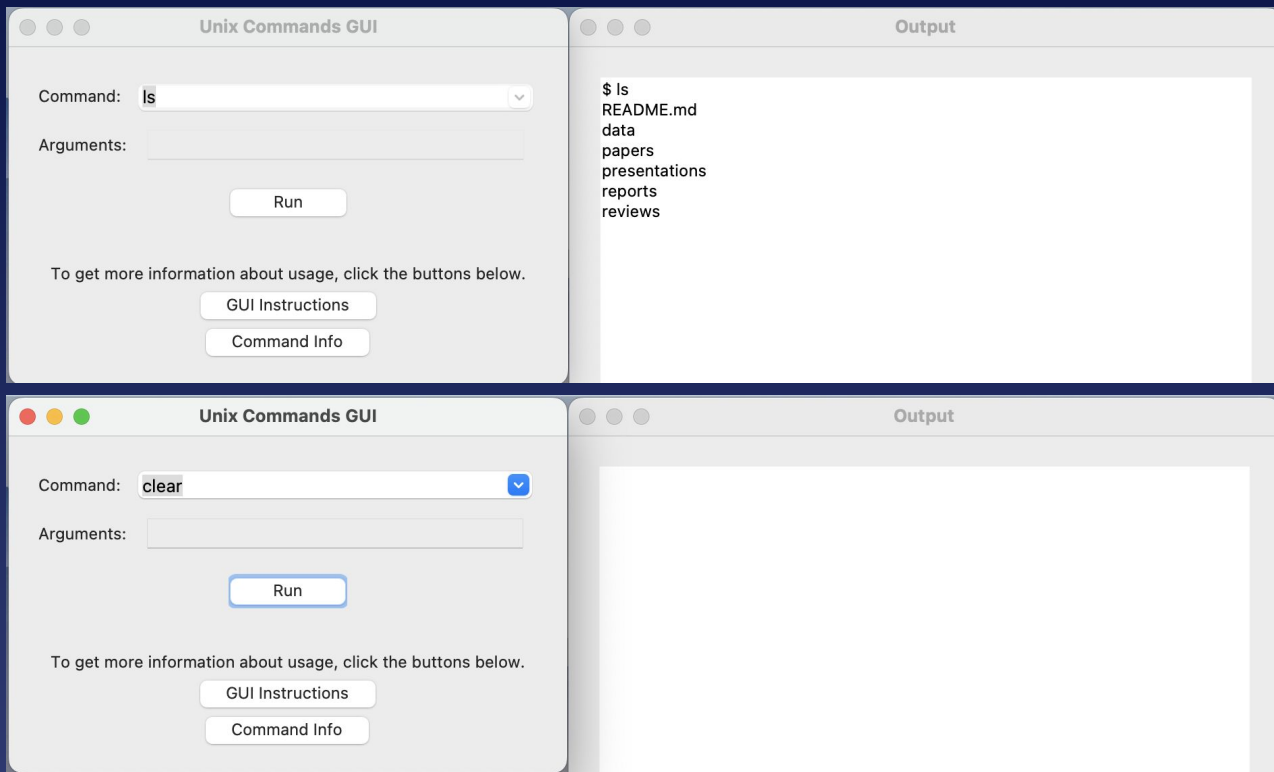 Unix Commands GUI
Command: ls
Arguments:
Run
To get more information about usage, click the buttons below.
GUI Instructions
Command Info
Output
$ ls
README.md
data
papers
presentations
reports
reviews
Unix Commands GUI
Command: clear
Arguments:
Run
To get more information about usage, click the buttons below.
GUI Instructions
Command Info
Output